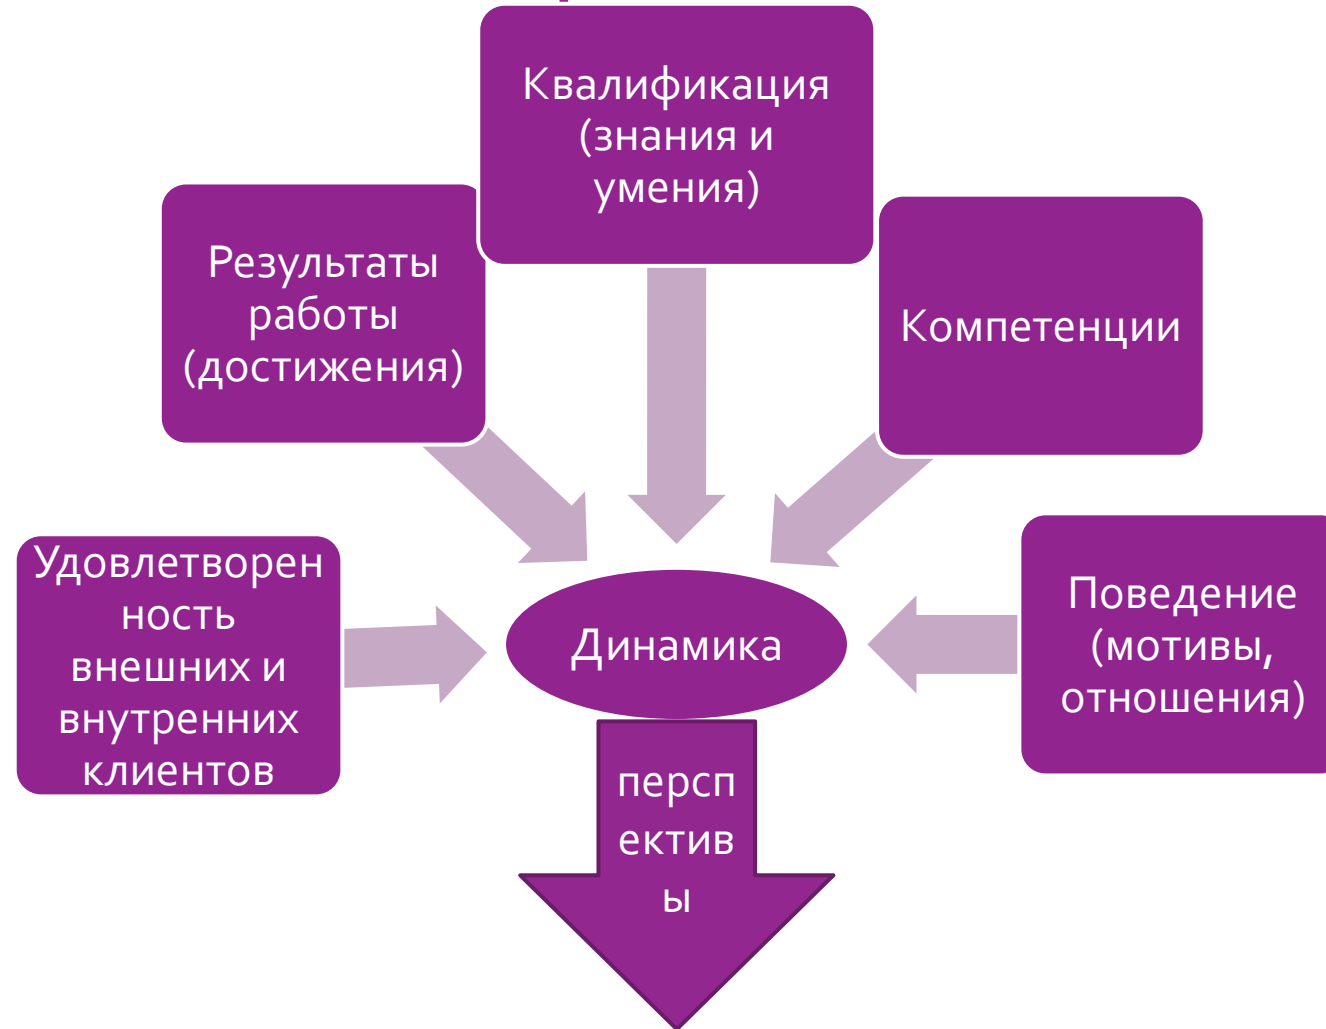 Квалификация
(знания и
умения)
Результаты
работы
(достижения)
Компетенции
Удовлетворен
ность
внешних и
внутренних
клиентов
Динамика
Поведение
(мотивы,
отношения)
персп
ектив
ы